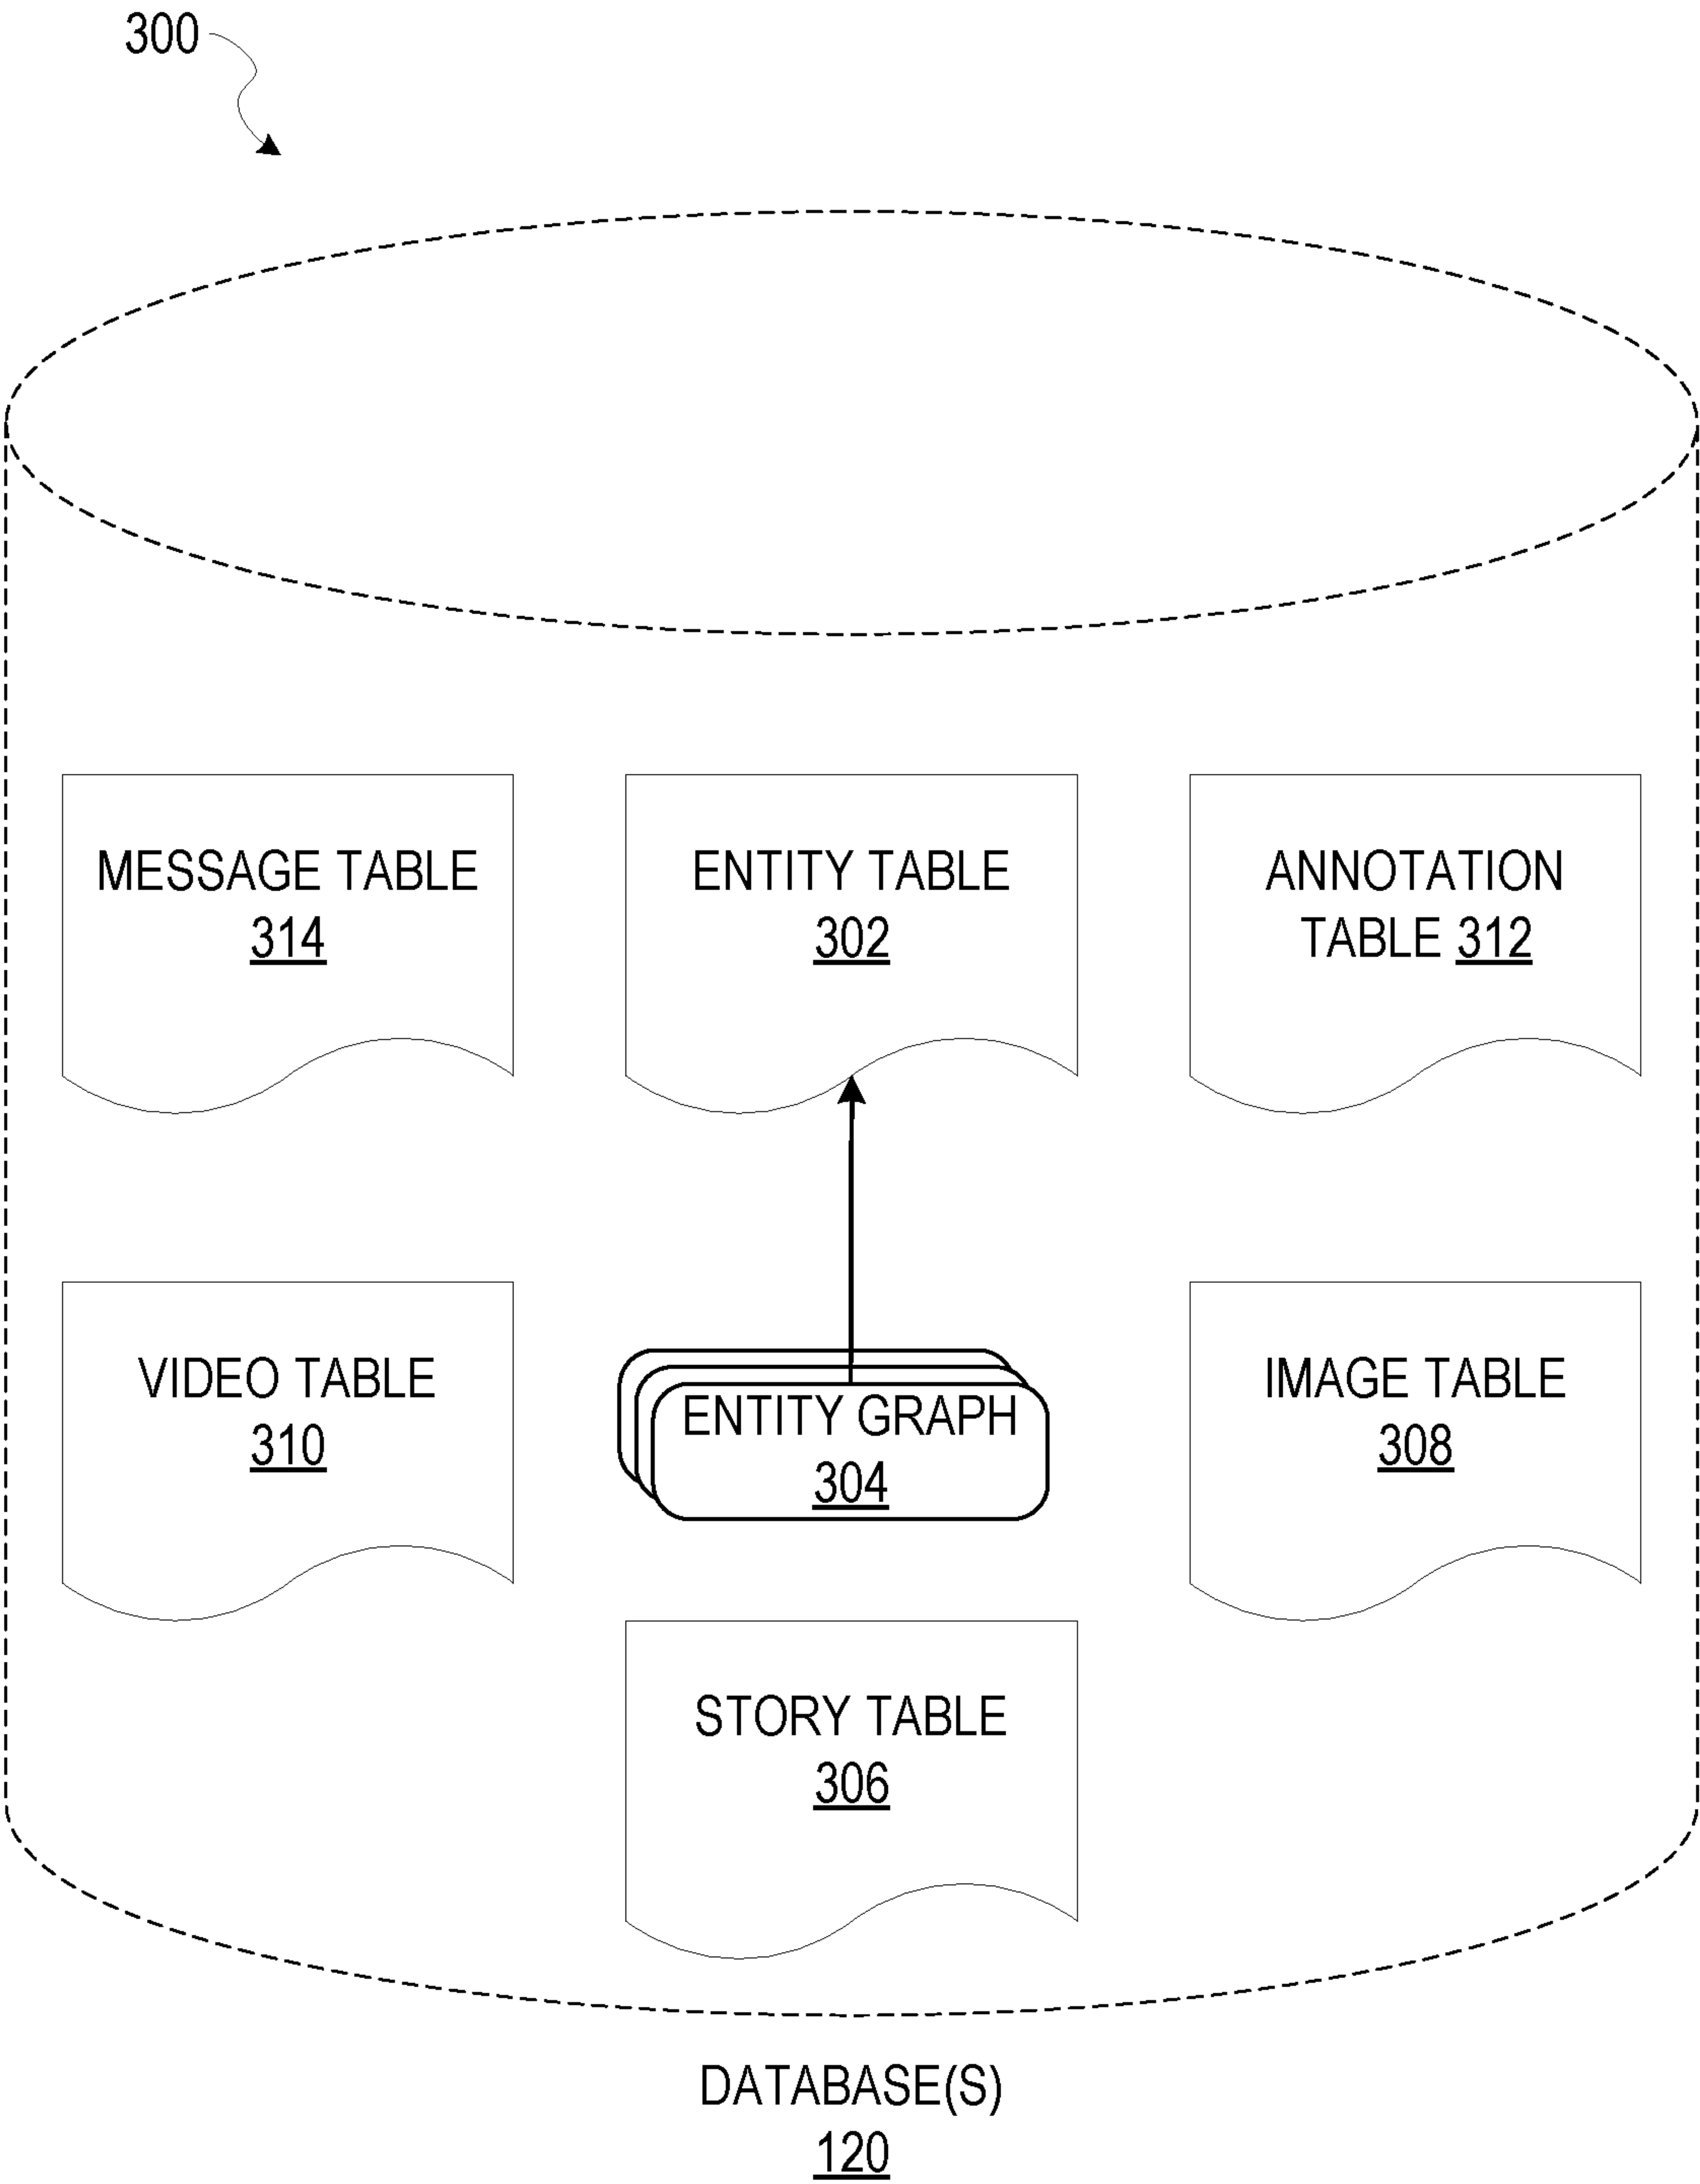 300
MESSAGE TABLE
314
ENTITY TABLE
302
ANNOTATION
TABLE 312
VIDEO TABLE
310
ENTITY GRAPH
304
IMAGE TABLE
308
STORY TABLE
306
DATABASE(S)
120